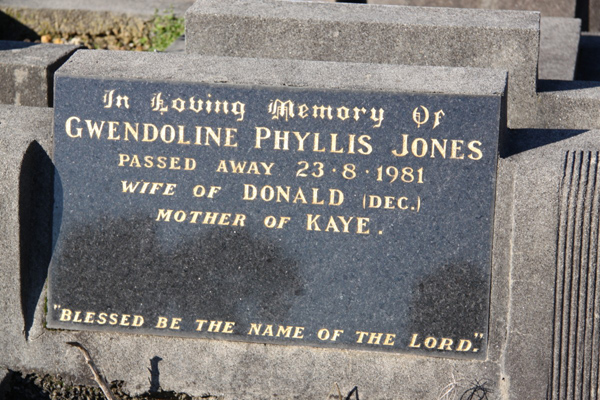 In Loving Memory Of
GWENDOLINE PHYLLIS JONES
PASSED AWAY 23·8·1981
WIFE OF DONALD (DEC.)
MOTHER OF KAYE.
"BLESSED BE THE NAME OF THE LORD."